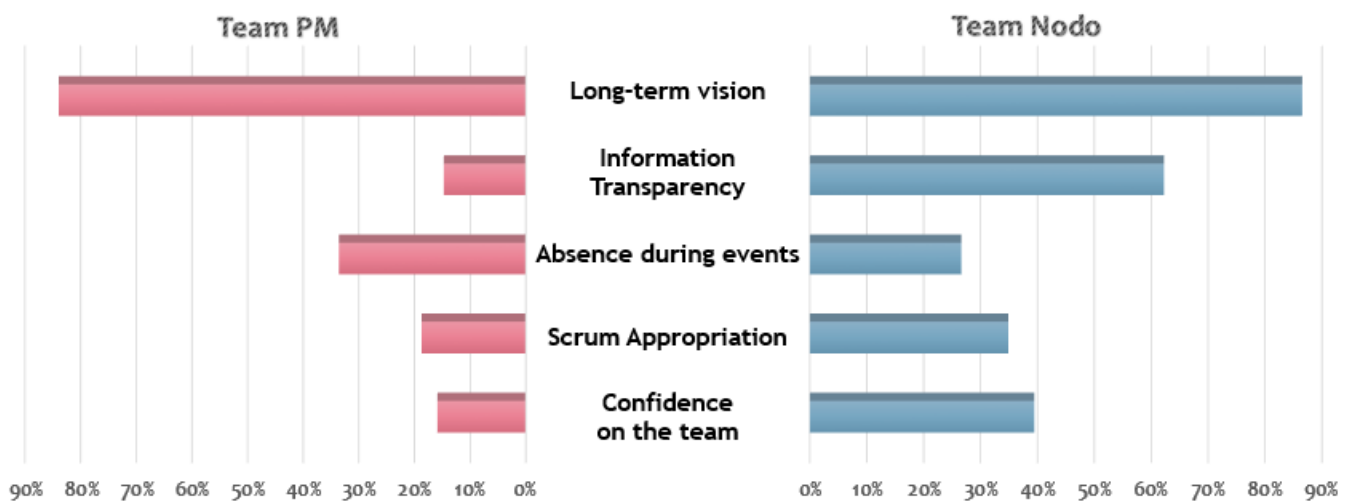 Team PM
Team Nodo
Long-term vision
Information
Transparency
Absence during events
Scrum Appropriation
Confidence
on the team
90% 80% 70% 60% 50% 40% 30% 20% 10% 0%
0% 10% 20% 30% 40% 50% 60% 70% 80% 90%